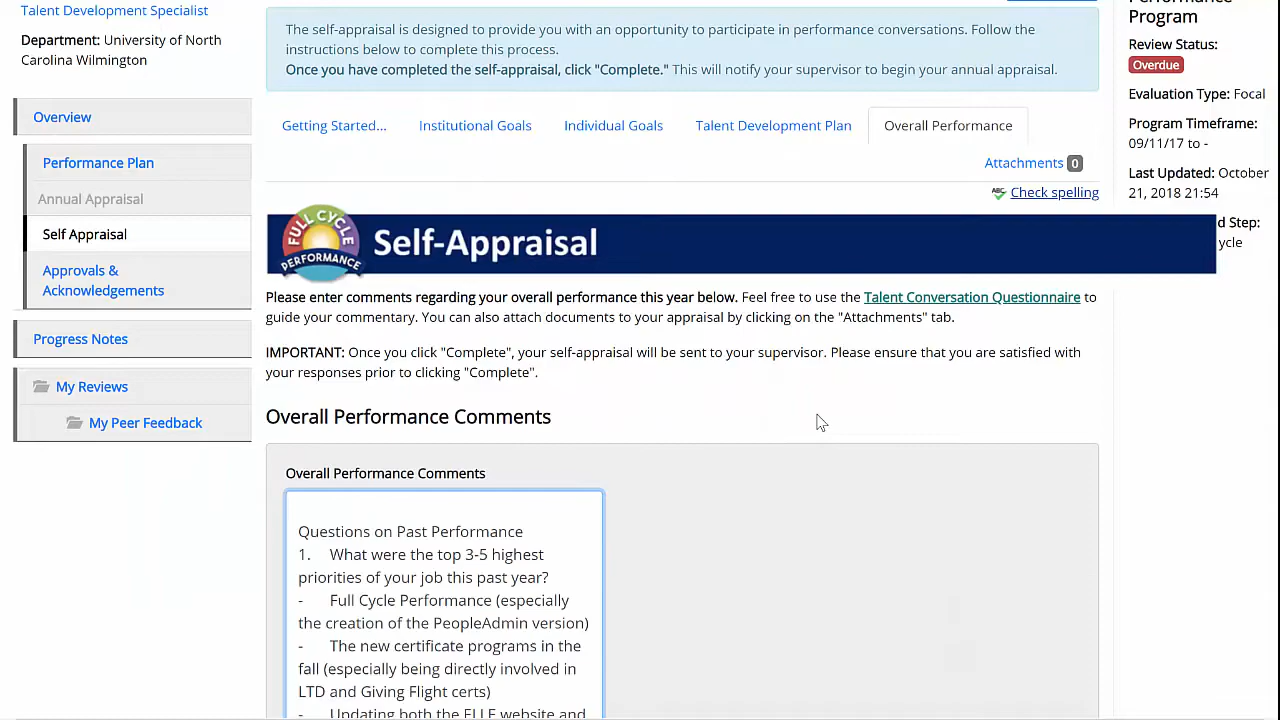 Talent Development Specialist
Department: University of North
Carolina Wilmington
Overview
Performance Plan
Annual Appraisal
Self Appraisal
Approvals &
Acknowledgements
Progress Notes
My Reviews
My Peer Feedback
The self-appraisal is designed to provide you with an opportunity to participate in performance conversations. Follow the
instructions below to complete this process.
Once you have completed the self-appraisal, click "Complete." This will notify your supervisor to begin your annual appraisal.
Getting Started... Institutional Goals Individual Goals Talent Development Plan Overall Performance
Attachments 0
ABC Check spelling
FULL CYCLE
PERFORMANCE
Self-Appraisal
Please enter comments regarding your overall performance this year below. Feel free to use the Talent Conversation Questionnaire to
guide your commentary. You can also attach documents to your appraisal by clicking on the "Attachments" tab.
IMPORTANT: Once you click "Complete", your self-appraisal will be sent to your supervisor. Please ensure that you are satisfied with
your responses prior to clicking "Complete".
Overall Performance Comments
Overall Performance Comments
Questions on Past Performance
1. What were the top 3-5 highest
priorities of your job this past year?
- Full Cycle Performance (especially
the creation of the PeopleAdmin version)
- The new certificate programs in the
fall (especially being directly involved in
LTD and Giving Flight certs)
- Updating both the ELLE website and
Performance
Program
Review Status:
Overdue
Evaluation Type: Focal
Program Timeframe:
09/11/17 to -
Last Updated: October
21, 2018 21:54
d Step:
ycle